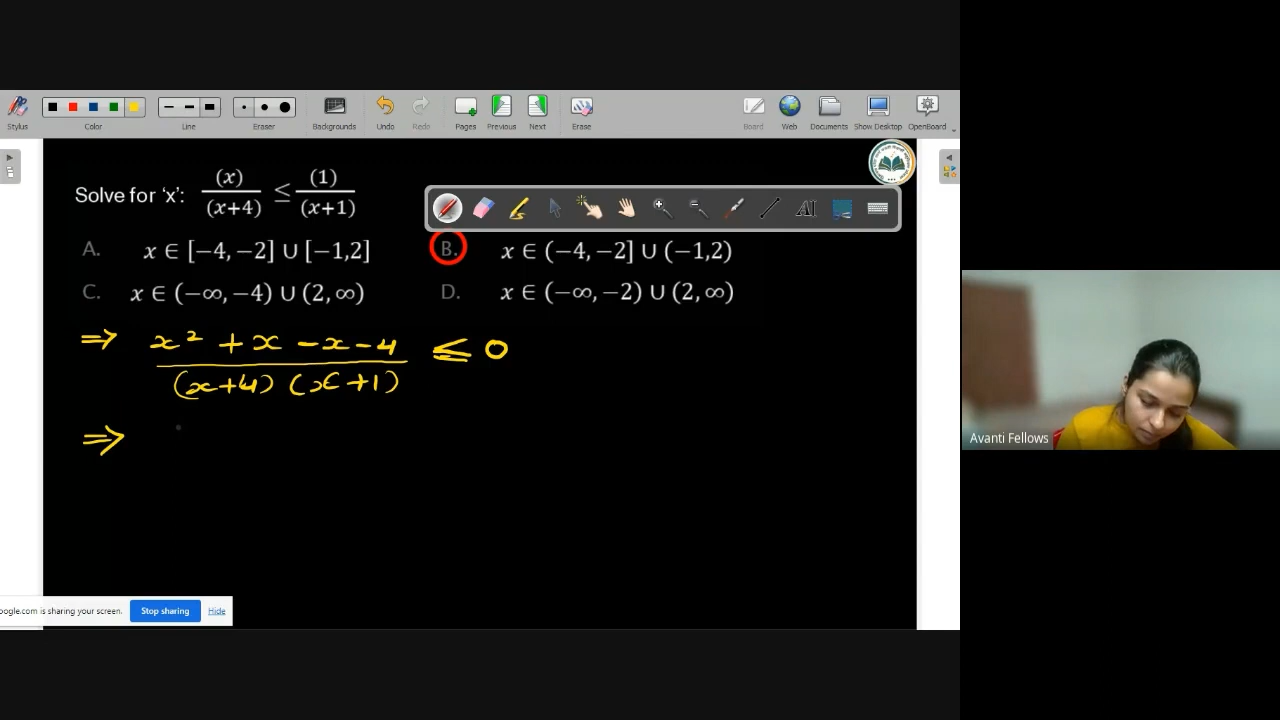 Stylus Color Line Eraser Backgrounds Undo Redo Pages Previous Next Erase Board Web Documents Show Desktop OpenBoard
Solve for ‘x’: (x)/(x+4) ≤ (1)/(x+1)
A. x ∈ [−4, −2] ∪ [−1,2]
B. x ∈ (−4, −2] ∪ (−1,2)
C. x ∈ (−∞, −4) ∪ (2, ∞)
D. x ∈ (−∞, −2) ∪ (2, ∞)
⇒ x² + x − x − 4 ≤ 0
(x+4) (x+1)
⇒
Avanti Fellows
oogle.com is sharing your screen. Stop sharing Hide